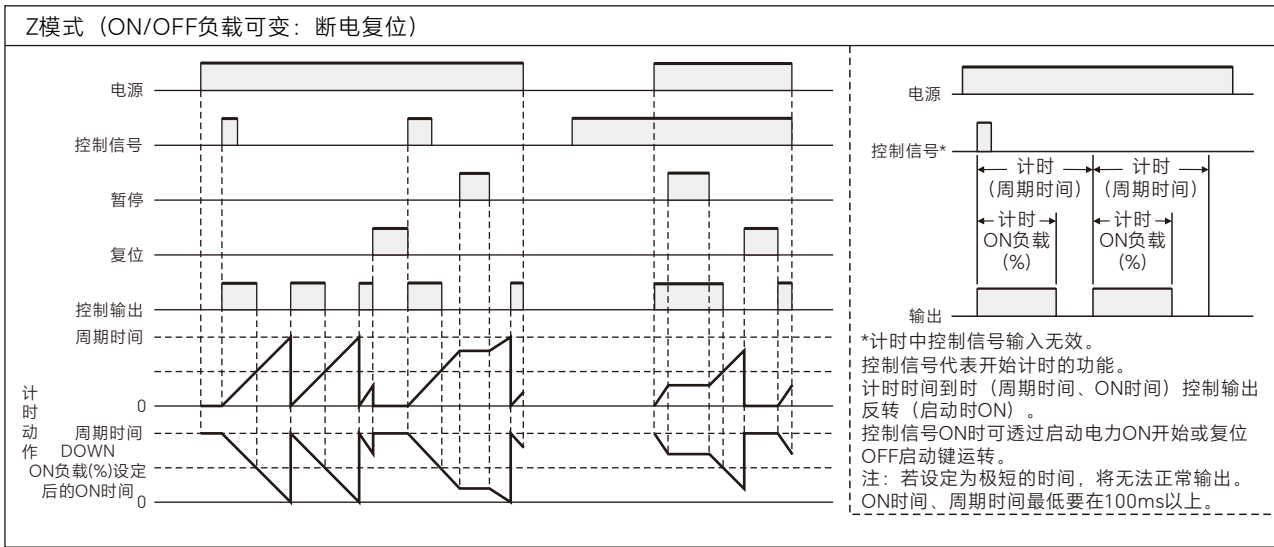 Z模式（ON/OFF负载可变：断电复位）
电源
控制信号
暂停
复位
控制输出
周期时间
0
计时动作
周期时间
DOWN
ON负载(%)设定
后的ON时间
0
电源
控制信号*
计时
（周期时间）
计时
（周期时间）
计时
ON负载
(%)
计时
ON负载
(%)
输出
*计时中控制信号输入无效。
控制信号代表开始计时的功能。
计时时间到时（周期时间、ON时间）控制输出
反转（启动时ON）。
控制信号ON时可透过启动电力ON开始或复位
OFF启动键运转。
注：若设定为极短的时间，将无法正常输出。
ON时间、周期时间最低要在100ms以上。